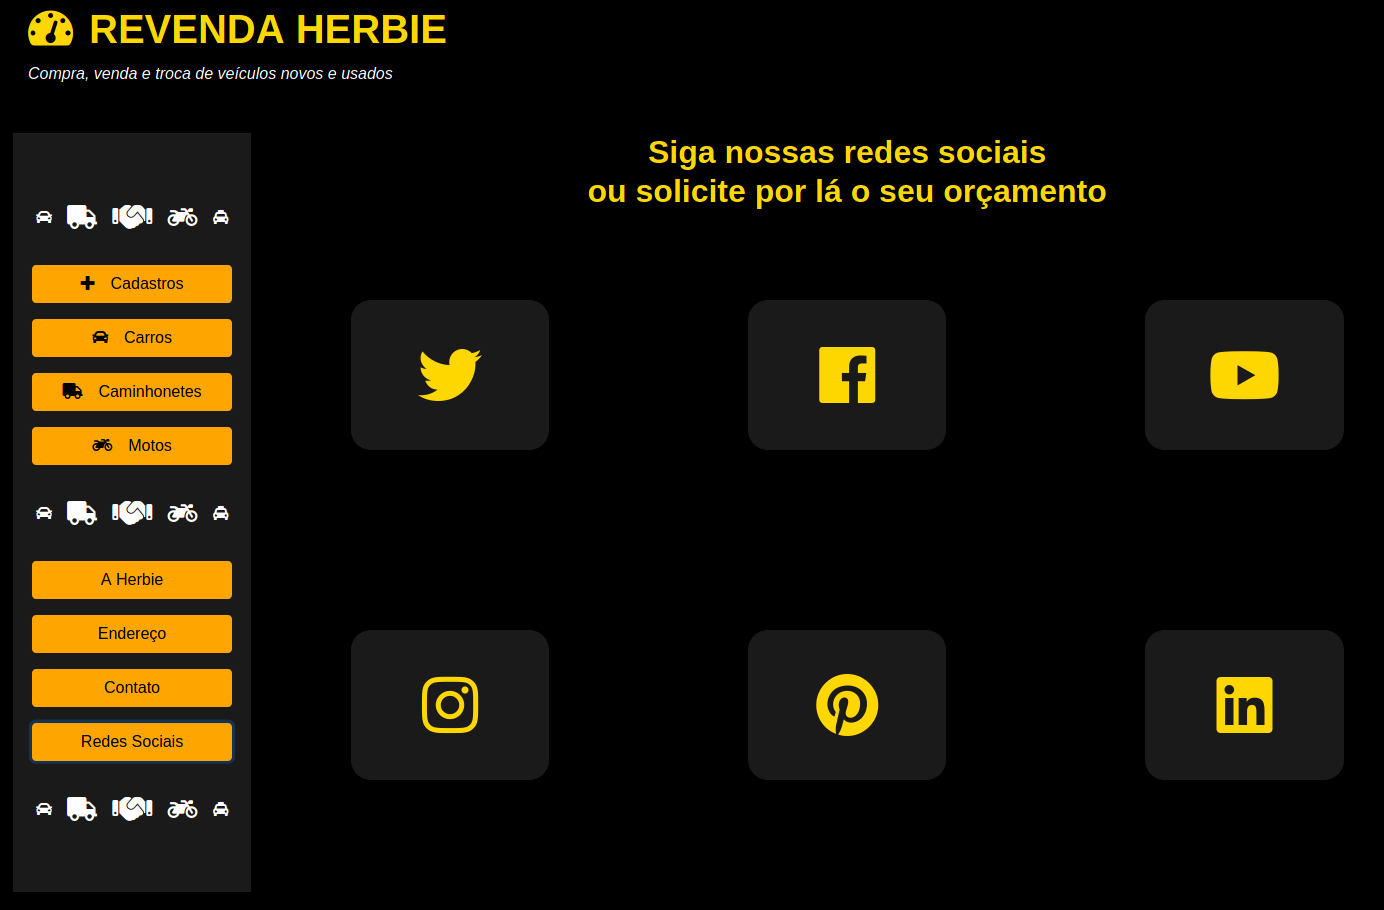 REVENDA HERBIE
Compra, venda e troca de veículos novos e usados
Siga nossas redes sociais
ou solicite por lá o seu orçamento
Cadastros
Carros
Caminhonetes
Motos
A Herbie
Endereço
Contato
Redes Sociais